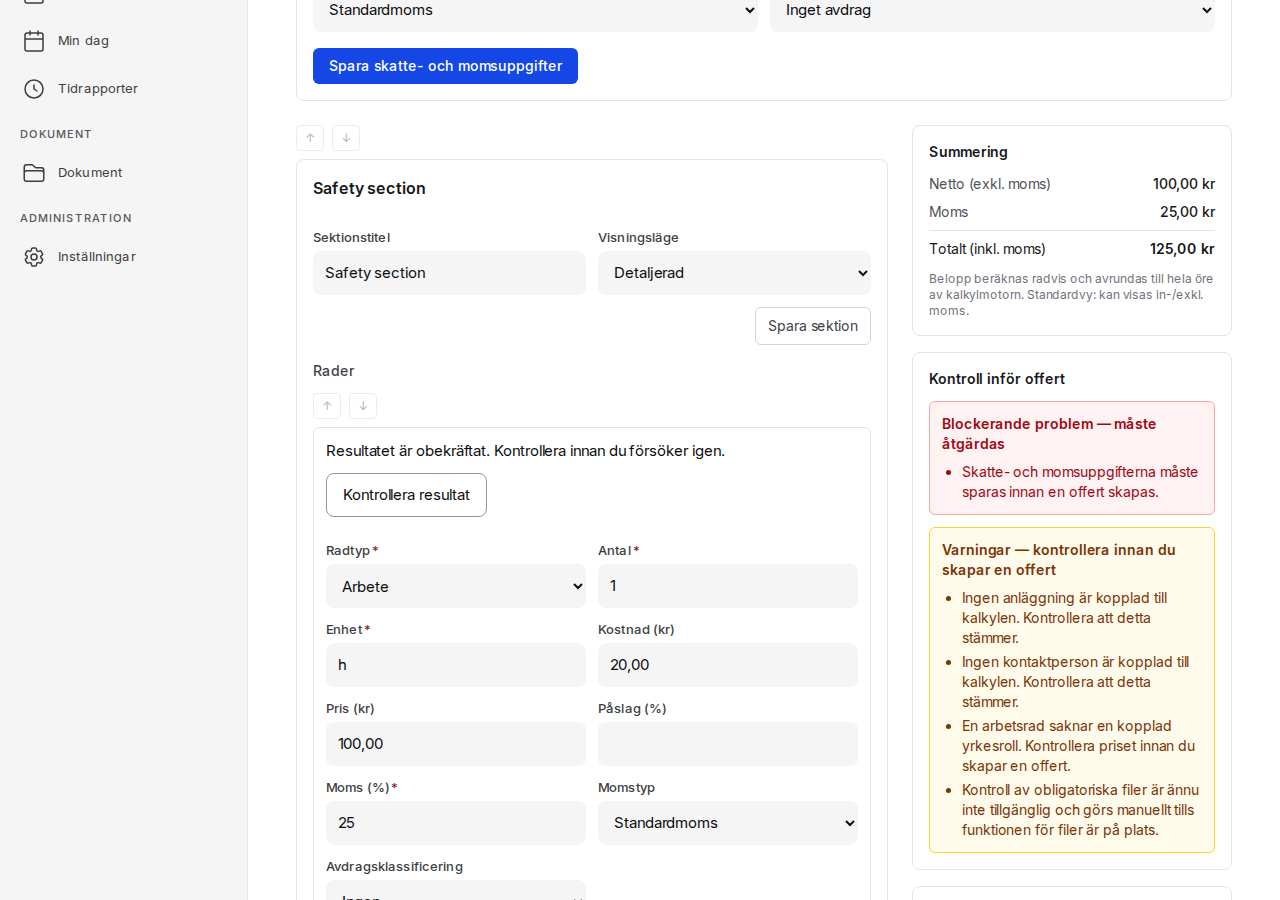 Min dag
Tidrapporter
DOKUMENT
Dokument
ADMINISTRATION
Inställningar
Standardmoms
Inget avdrag
Spara skatte- och momsuppgifter
↑ ↓
Safety section
Sektionstitel
Visningsläge
Safety section
Detaljerad
Spara sektion
Rader
↑ ↓
Resultatet är obekräftat. Kontrollera innan du försöker igen.
Kontrollera resultat
Radtyp*
Antal*
Arbete
1
Enhet*
Kostnad (kr)
h
20,00
Pris (kr)
Påslag (%)
100,00
Moms (%)*
Momstyp
25
Standardmoms
Avdragsklassificering
Ingen
Summering
Netto (exkl. moms) 100,00 kr
Moms 25,00 kr
Totalt (inkl. moms) 125,00 kr
Belopp beräknas radvis och avrundas till hela öre
av kalkylmotorn. Standardvy: kan visas in-/exkl.
moms.
Kontroll inför offert
Blockerande problem — måste
åtgärdas
• Skatte- och momsuppgifterna måste
sparas innan en offert skapas.
Varningar — kontrollera innan du
skapar en offert
• Ingen anläggning är kopplad till
kalkylen. Kontrollera att detta
stämmer.
• Ingen kontaktperson är kopplad till
kalkylen. Kontrollera att detta
stämmer.
• En arbetsrad saknar en kopplad
yrkesroll. Kontrollera priset innan du
skapar en offert.
• Kontroll av obligatoriska filer är ännu
inte tillgänglig och görs manuellt tills
funktionen för filer är på plats.